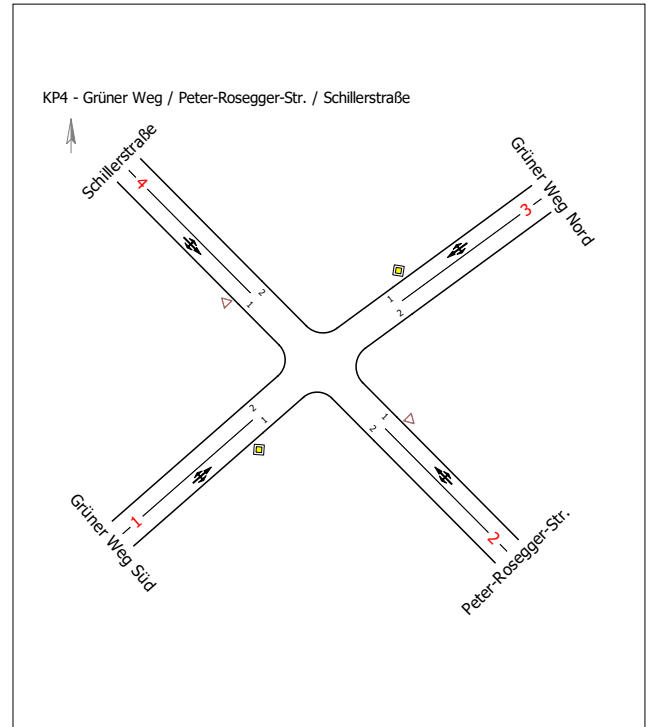 KP4 - Grüner Weg / Peter-Rosegger-Str. / Schillerstraße
Schillerstraße
4
Grüner Weg Nord
3
2
1
1
2
2
1
1
2
1
Grüner Weg Süd
2
Peter-Rosegger-Str.